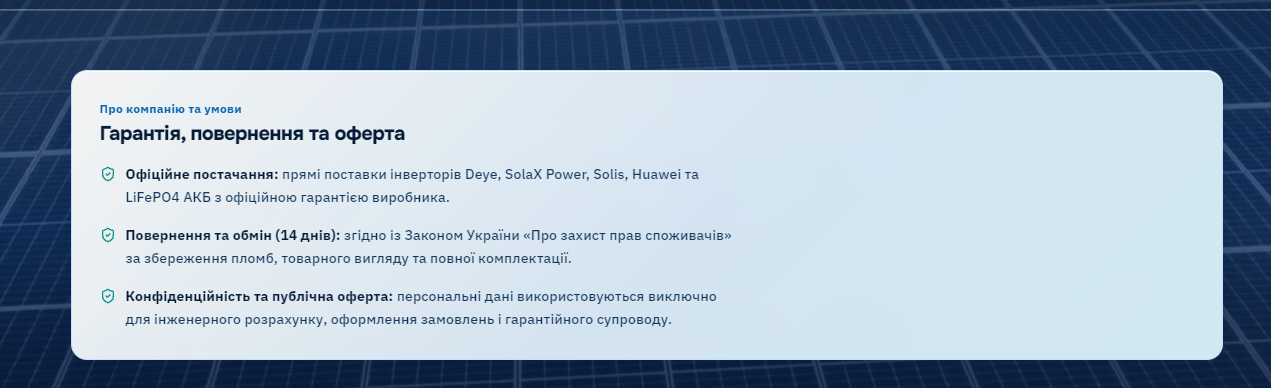 Про компанію та умови
Гарантія, повернення та оферта
Офіційне постачання: прямі поставки інверторів Deye, SolaX Power, Solis, Huawei та
LiFePO4 АКБ з офіційною гарантією виробника.
Повернення та обмін (14 днів): згідно із Законом України «Про захист прав споживачів»
за збереження пломб, товарного вигляду та повної комплектації.
Конфіденційність та публічна оферта: персональні дані використовуються виключно
для інженерного розрахунку, оформлення замовлень і гарантійного супроводу.